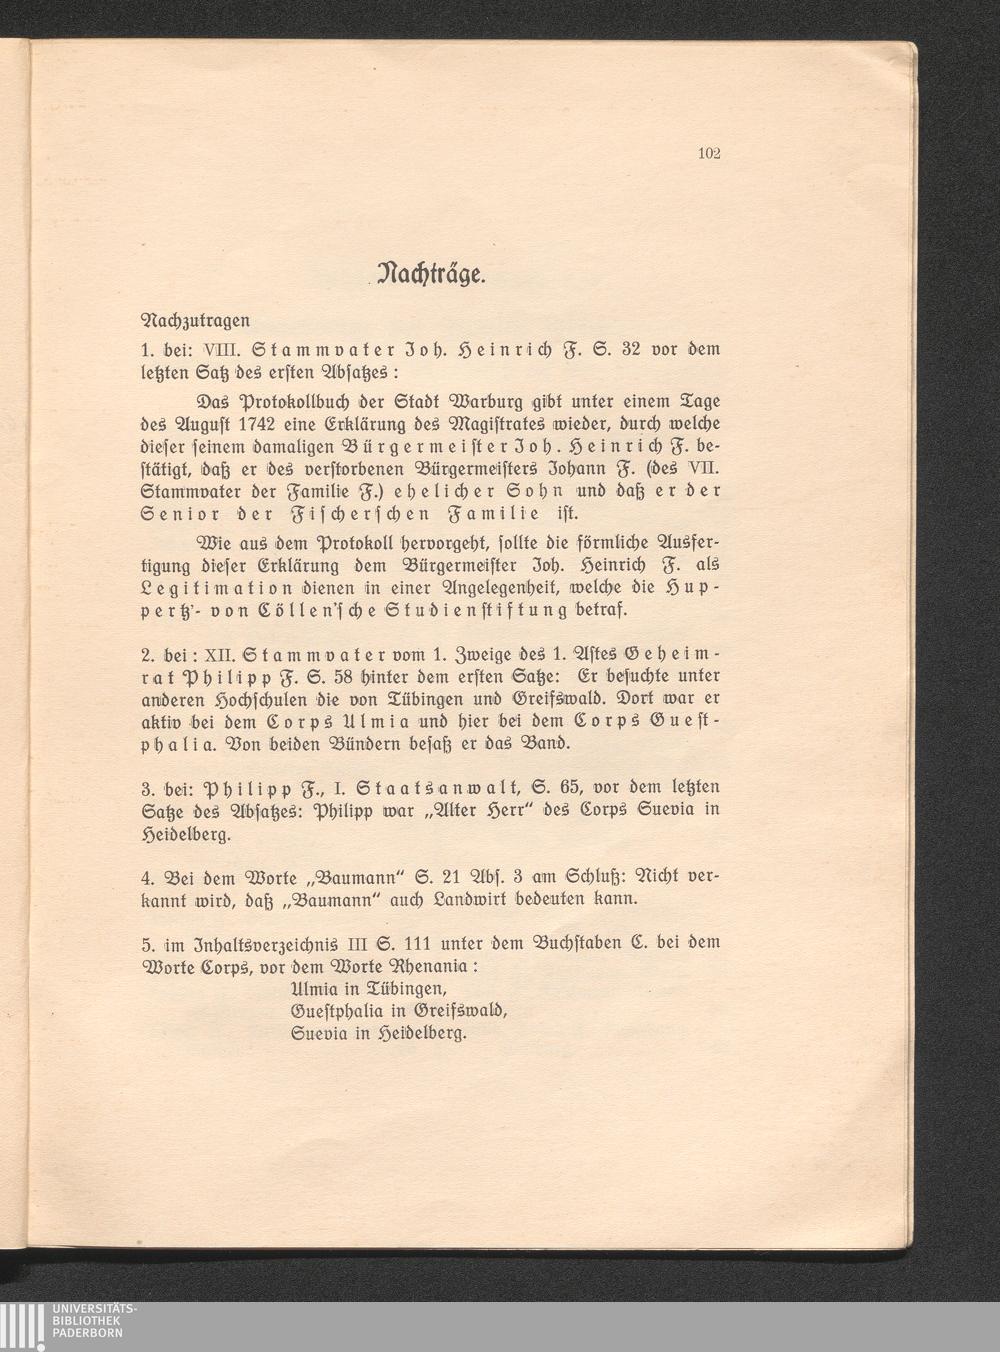 102
Nachträge.
Nachzutragen
1. bei: VIII. Stammvater Joh. Heinrich F. S. 32 vor dem
letzten Satz des ersten Absatzes :
Das Protokollbuch der Stadt Warburg gibt unter einem Tage
des August 1742 eine Erklärung des Magistrates wieder, durch welche
dieser seinem damaligen Bürgermeister Joh. Heinrich F. be-
stätigt, daß er des verstorbenen Bürgermeisters Johann F. (des VII.
Stammvater der Familie F.) ehelicher Sohn und daß er der
Senior der Fischerschen Familie ist.
Wie aus dem Protokoll hervorgeht, sollte die förmliche Ausfer-
tigung dieser Erklärung dem Bürgermeister Joh. Heinrich F. als
Legitimation dienen in einer Angelegenheit, welche die Hup-
pertz'- von Cöllen'sche Studienstiftung betraf.
2. bei : XII. Stammvater vom 1. Zweige des 1. Astes Geheim-
rat Philipp F. S. 58 hinter dem ersten Satze: Er besuchte unter
anderen Hochschulen die von Tübingen und Greifswald. Dort war er
aktiv bei dem Corps Ulmia und hier bei dem Corps Guest-
phalia. Von beiden Bündern besaß er das Band.
3. bei: Philipp F., I. Staatsanwalt, S. 65, vor dem letzten
Satze des Absatzes: Philipp war „Alter Herr“ des Corps Suevia in
Heidelberg.
4. Bei dem Worte „Baumann“ S. 21 Abs. 3 am Schluß: Nicht ver-
kannt wird, daß „Baumann“ auch Landwirt bedeuten kann.
5. im Inhaltsverzeichnis III S. 111 unter dem Buchstaben C. bei dem
Worte Corps, vor dem Worte Rhenania :
Ulmia in Tübingen,
Guestphalia in Greifswald,
Suevia in Heidelberg.
UNIVERSITÄTS-
BIBLIOTHEK
PADERBORN